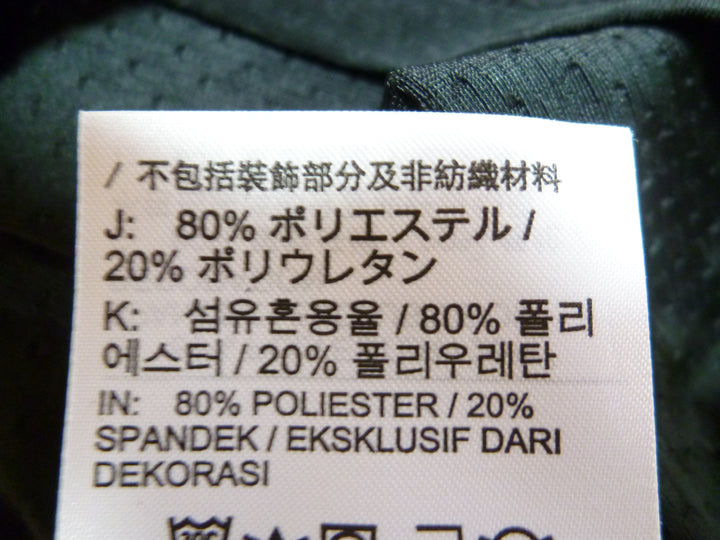 / 不包括裝飾部分及非紡織材料
J: 80% ポリエステル /
20% ポリウレタン
K: 섬유혼용율 / 80% 폴리
에스터 / 20% 폴리우레탄
IN: 80% POLIESTER / 20%
SPANDEK / EKSKLUSIF DARI
DEKORASI